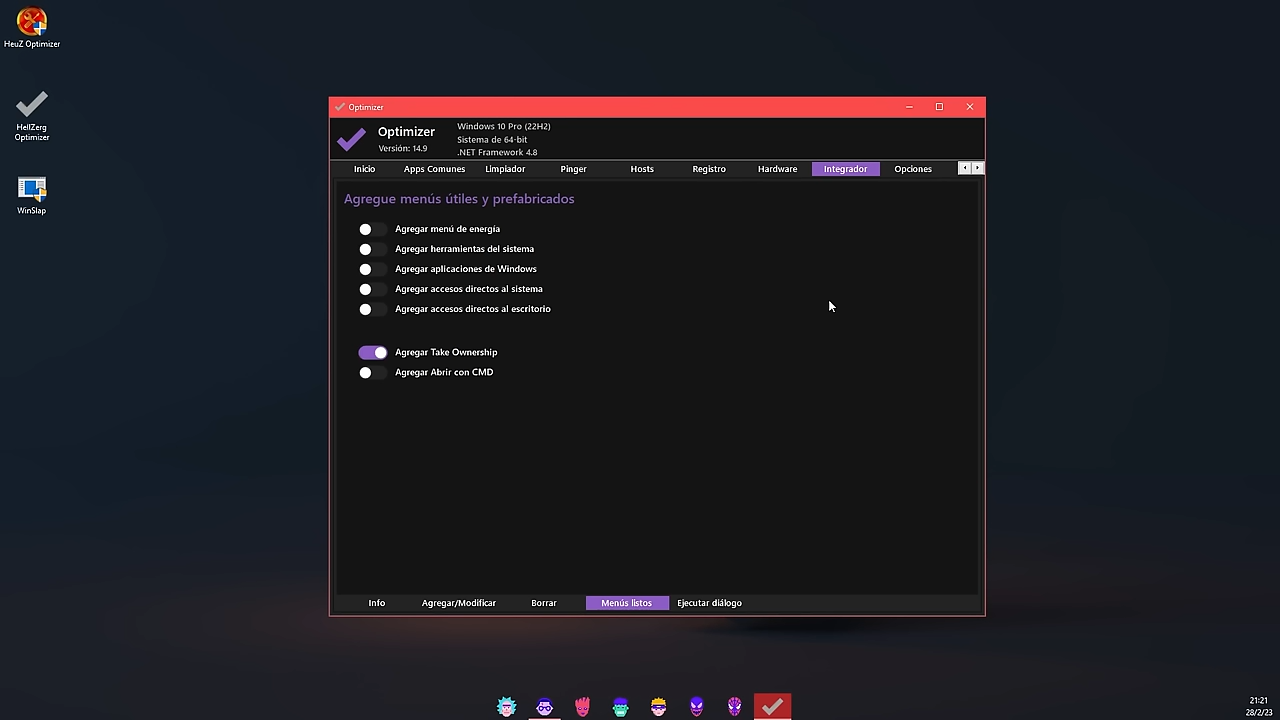 HeuZ Optimizer
HellZerg
Optimizer
WinSlap
Optimizer
Optimizer
Versión: 14.9
Windows 10 Pro (22H2)
Sistema de 64-bit
.NET Framework 4.8
Inicio Apps Comunes Limpiador Pinger Hosts Registro Hardware Integrador Opciones
Agregue menús útiles y prefabricados
Agregar menú de energía
Agregar herramientas del sistema
Agregar aplicaciones de Windows
Agregar accesos directos al sistema
Agregar accesos directos al escritorio
Agregar Take Ownership
Agregar Abrir con CMD
Info Agregar/Modificar Borrar Menús listos Ejecutar diálogo
21:21
28/2/23